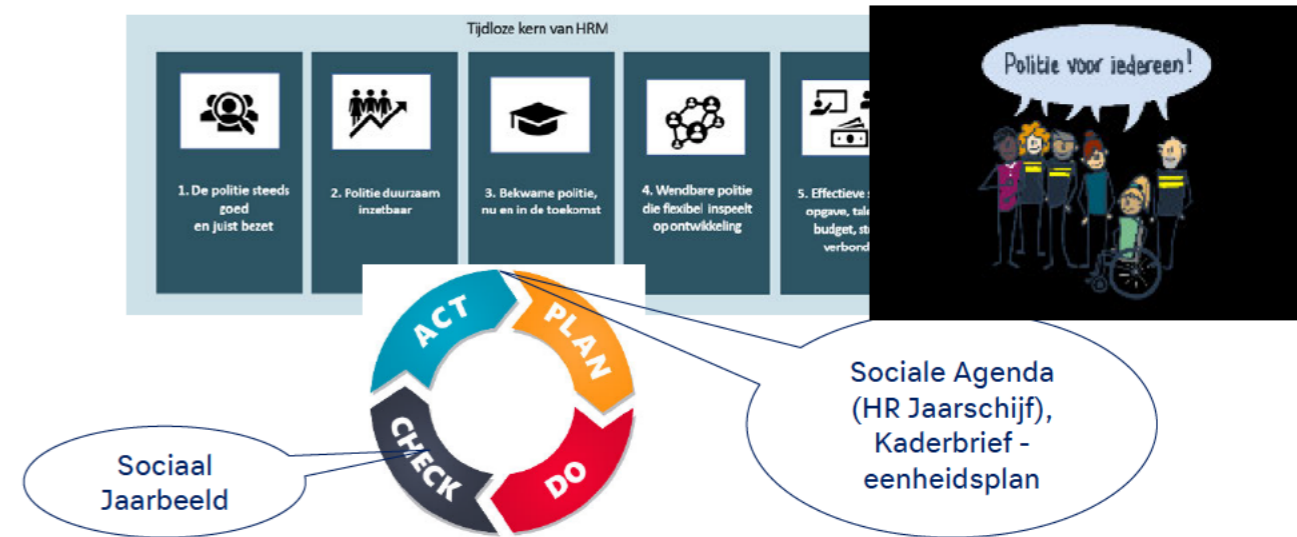 Tijdloze kern van HRM
1. De politie steeds
goed
en juist bezet
2. Politie duurzaam
inzetbaar
3. Bekwame politie,
nu en in de toekomst
4. Wendbare politie
die flexibel inspeelt
op ontwikkeling
5. Effectieve
opgave,
budget,
Politie voor iedereen!
ACT
PLAN
CHECK
DO
Sociaal
Jaarbeeld
Sociale Agenda
(HR Jaarschijf),
Kaderbrief -
eenheidsplan